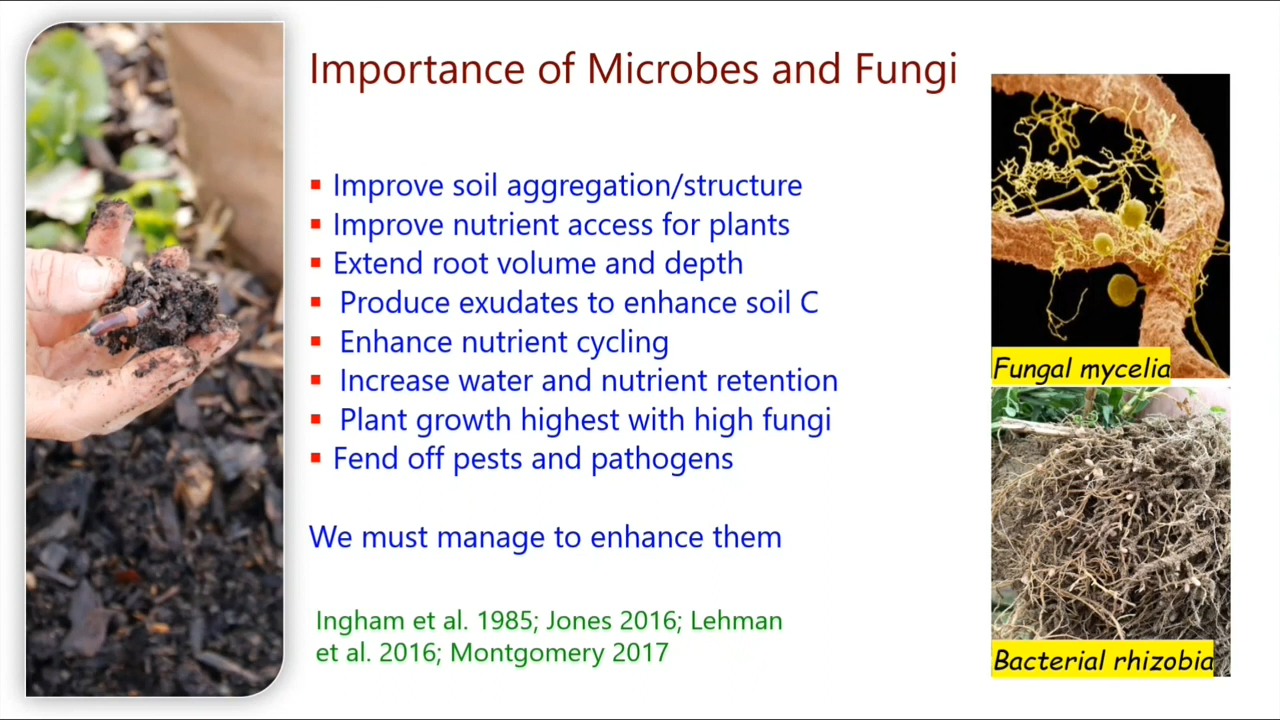 Importance of Microbes and Fungi
▪ Improve soil aggregation/structure
▪ Improve nutrient access for plants
▪ Extend root volume and depth
▪ Produce exudates to enhance soil C
▪ Enhance nutrient cycling
▪ Increase water and nutrient retention
▪ Plant growth highest with high fungi
▪ Fend off pests and pathogens
We must manage to enhance them
Ingham et al. 1985; Jones 2016; Lehman
et al. 2016; Montgomery 2017
Fungal mycelia
Bacterial rhizobia